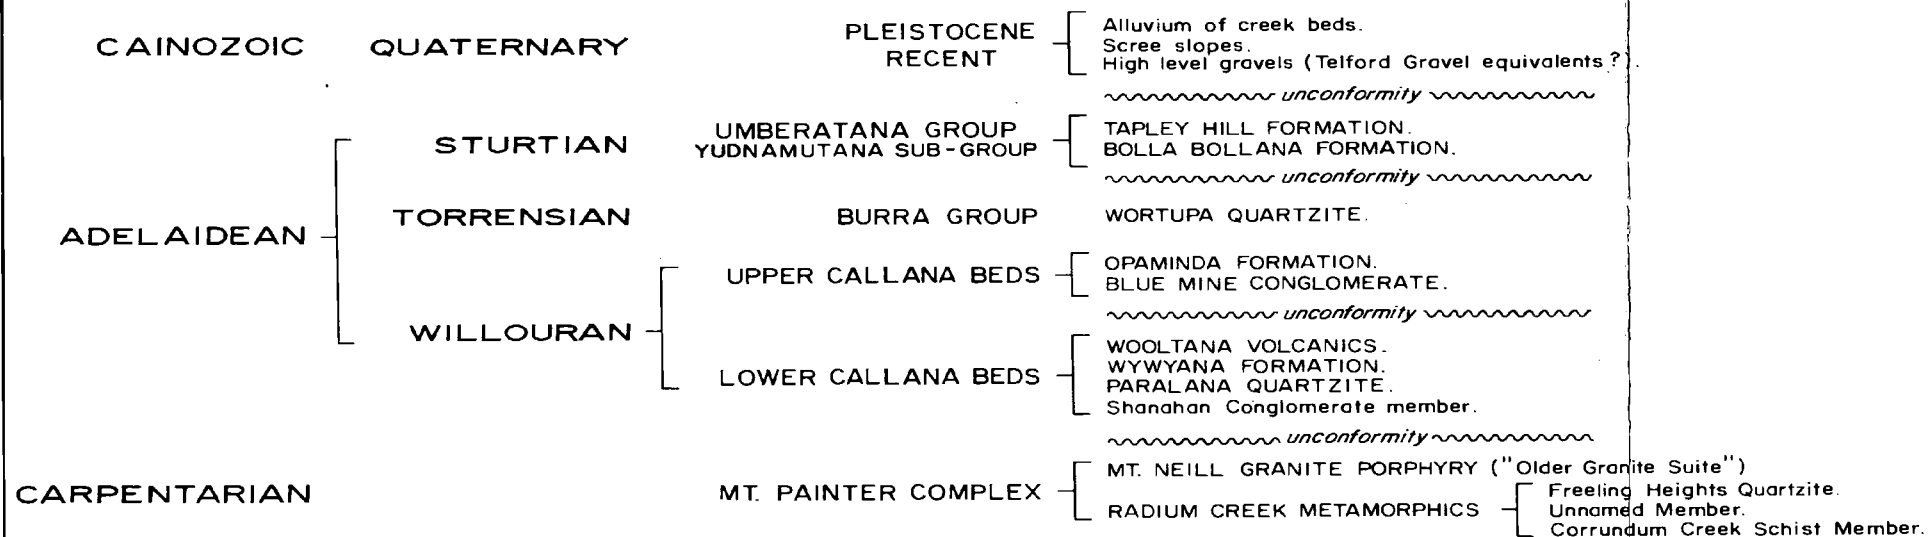 CAINOZOIC QUATERNARY PLEISTOCENE RECENT
Alluvium of creek beds.
Scree slopes.
High level gravels (Telford Gravel equivalents?).
unconformity
ADELAIDEAN
STURTIAN
UMBERATANA GROUP
YUDNAMUTANA SUB-GROUP
TAPLEY HILL FORMATION.
BOLLA BOLLANA FORMATION.
unconformity
TORRENSIAN BURRA GROUP WORTUPA QUARTZITE.
WILLOURAN
UPPER CALLANA BEDS
OPAMINDA FORMATION.
BLUE MINE CONGLOMERATE.
unconformity
LOWER CALLANA BEDS
WOOLTANA VOLCANICS.
WYWYANA FORMATION.
PARALANA QUARTZITE.
Shanahan Conglomerate member.
unconformity
CARPENTARIAN MT. PAINTER COMPLEX
MT. NEILL GRANITE PORPHYRY ("Older Granite Suite")
RADIUM CREEK METAMORPHICS
Freeling Heights Quartzite.
Unnamed Member.
Corrundum Creek Schist Member.